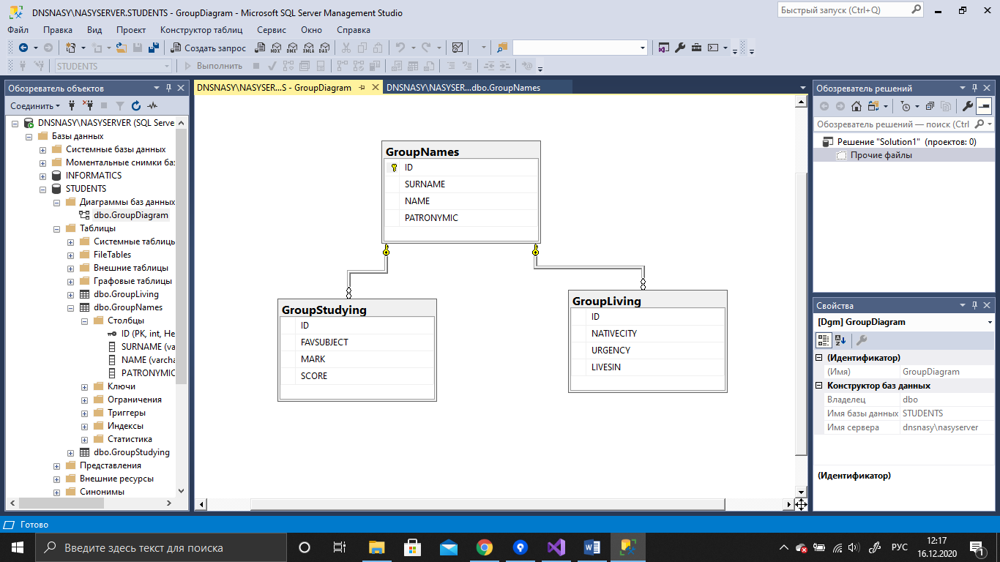 DNSNASY\NASYSERVER.STUDENTS - GroupDiagram - Microsoft SQL Server Management Studio
Быстрый запуск (Ctrl+Q)
Файл Правка Вид Проект Конструктор таблиц Сервис Окно Справка
Создать запрос MDX DMX XMLA DAX
STUDENTS Выполнить
Обозреватель объектов
Соединить
DNSNASY\NASYSERVER (SQL Serve
Базы данных
Системные базы данных
Моментальные снимки баз
INFORMATICS
STUDENTS
Диаграммы баз данных
dbo.GroupDiagram
Таблицы
Системные таблицы
FileTables
Внешние таблицы
Графовые таблицы
dbo.GroupLiving
dbo.GroupNames
Столбцы
ID (PK, int, Не
SURNAME (va
NAME (varcha
PATRONYMIC
Ключи
Ограничения
Триггеры
Индексы
Статистика
dbo.GroupStudying
Представления
Внешние ресурсы
Синонимы
DNSNASY\NASYSER...S - GroupDiagram
DNSNASY\NASYSER...dbo.GroupNames
GroupNames
ID
SURNAME
NAME
PATRONYMIC
GroupStudying
ID
FAVSUBJECT
MARK
SCORE
GroupLiving
ID
NATIVECITY
URGENCY
LIVESIN
Обозреватель решений
Обозреватель решений — поиск (Ctrl
Решение "Solution1" (проектов: 0)
Прочие файлы
Свойства
[Dgm] GroupDiagram
(Идентификатор)
(Имя) GroupDiagram
Конструктор баз данных
Владелец dbo
Имя базы данных STUDENTS
Имя сервера dnsnasy\nasyserver
(Идентификатор)
Готово
Введите здесь текст для поиска
РУС
12:17
16.12.2020
1